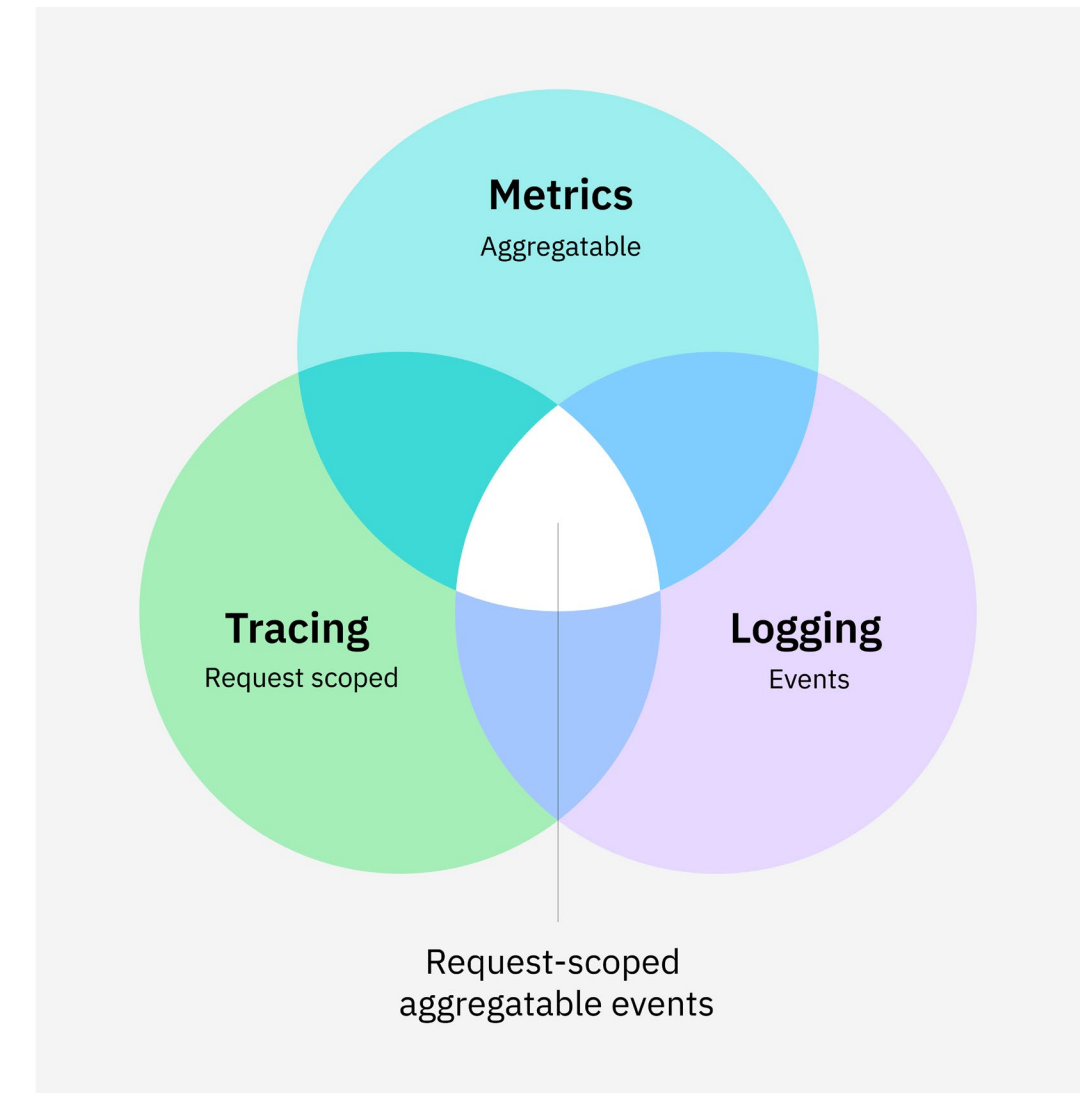 Metrics
Aggregatable
Tracing
Request scoped
Logging
Events
Request-scoped
aggregatable events